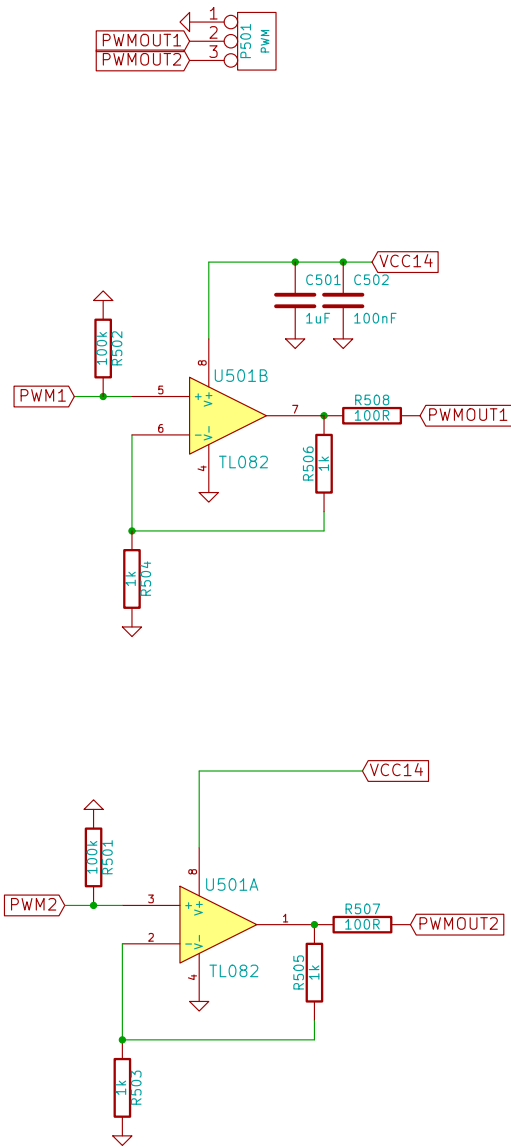 1
PWMOUT1 2
PWMOUT2 3
P501
PWM
VCC14
C501 C502
1uF 100nF
100k
R502
8
U501B
PWM1 5
+
V+
7
R508
100R
PWMOUT1
6
-
V-
4
TL082
R506
1k
1k
R504
VCC14
100k
R501
8
U501A
PWM2 3
+
V+
1
R507
100R
PWMOUT2
2
-
V-
4
TL082
R505
1k
1k
R503